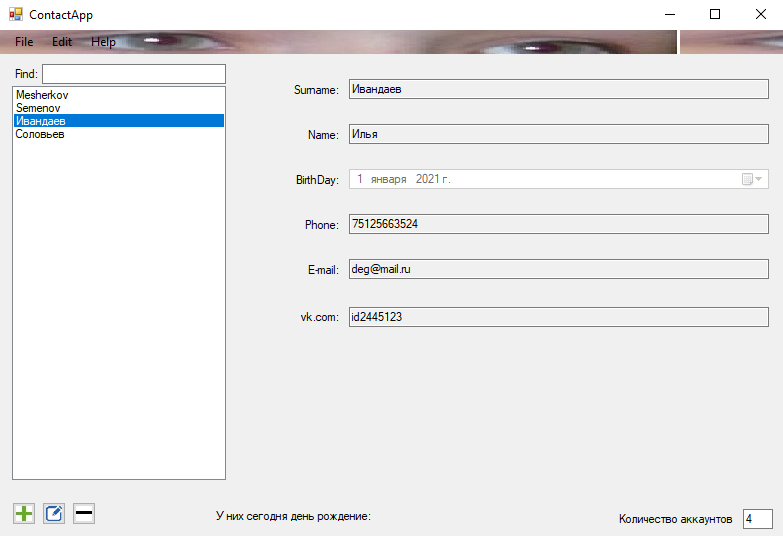 ContactApp
File Edit Help
Find:
Mesherkov
Semenov
Ивандаев
Соловьев
Surname: Ивандаев
Name: Илья
BirthDay: 1 января 2021 г.
Phone: 75125663524
E-mail: deg@mail.ru
vk.com: id2445123
У них сегодня день рождение:
Количество аккаунтов 4